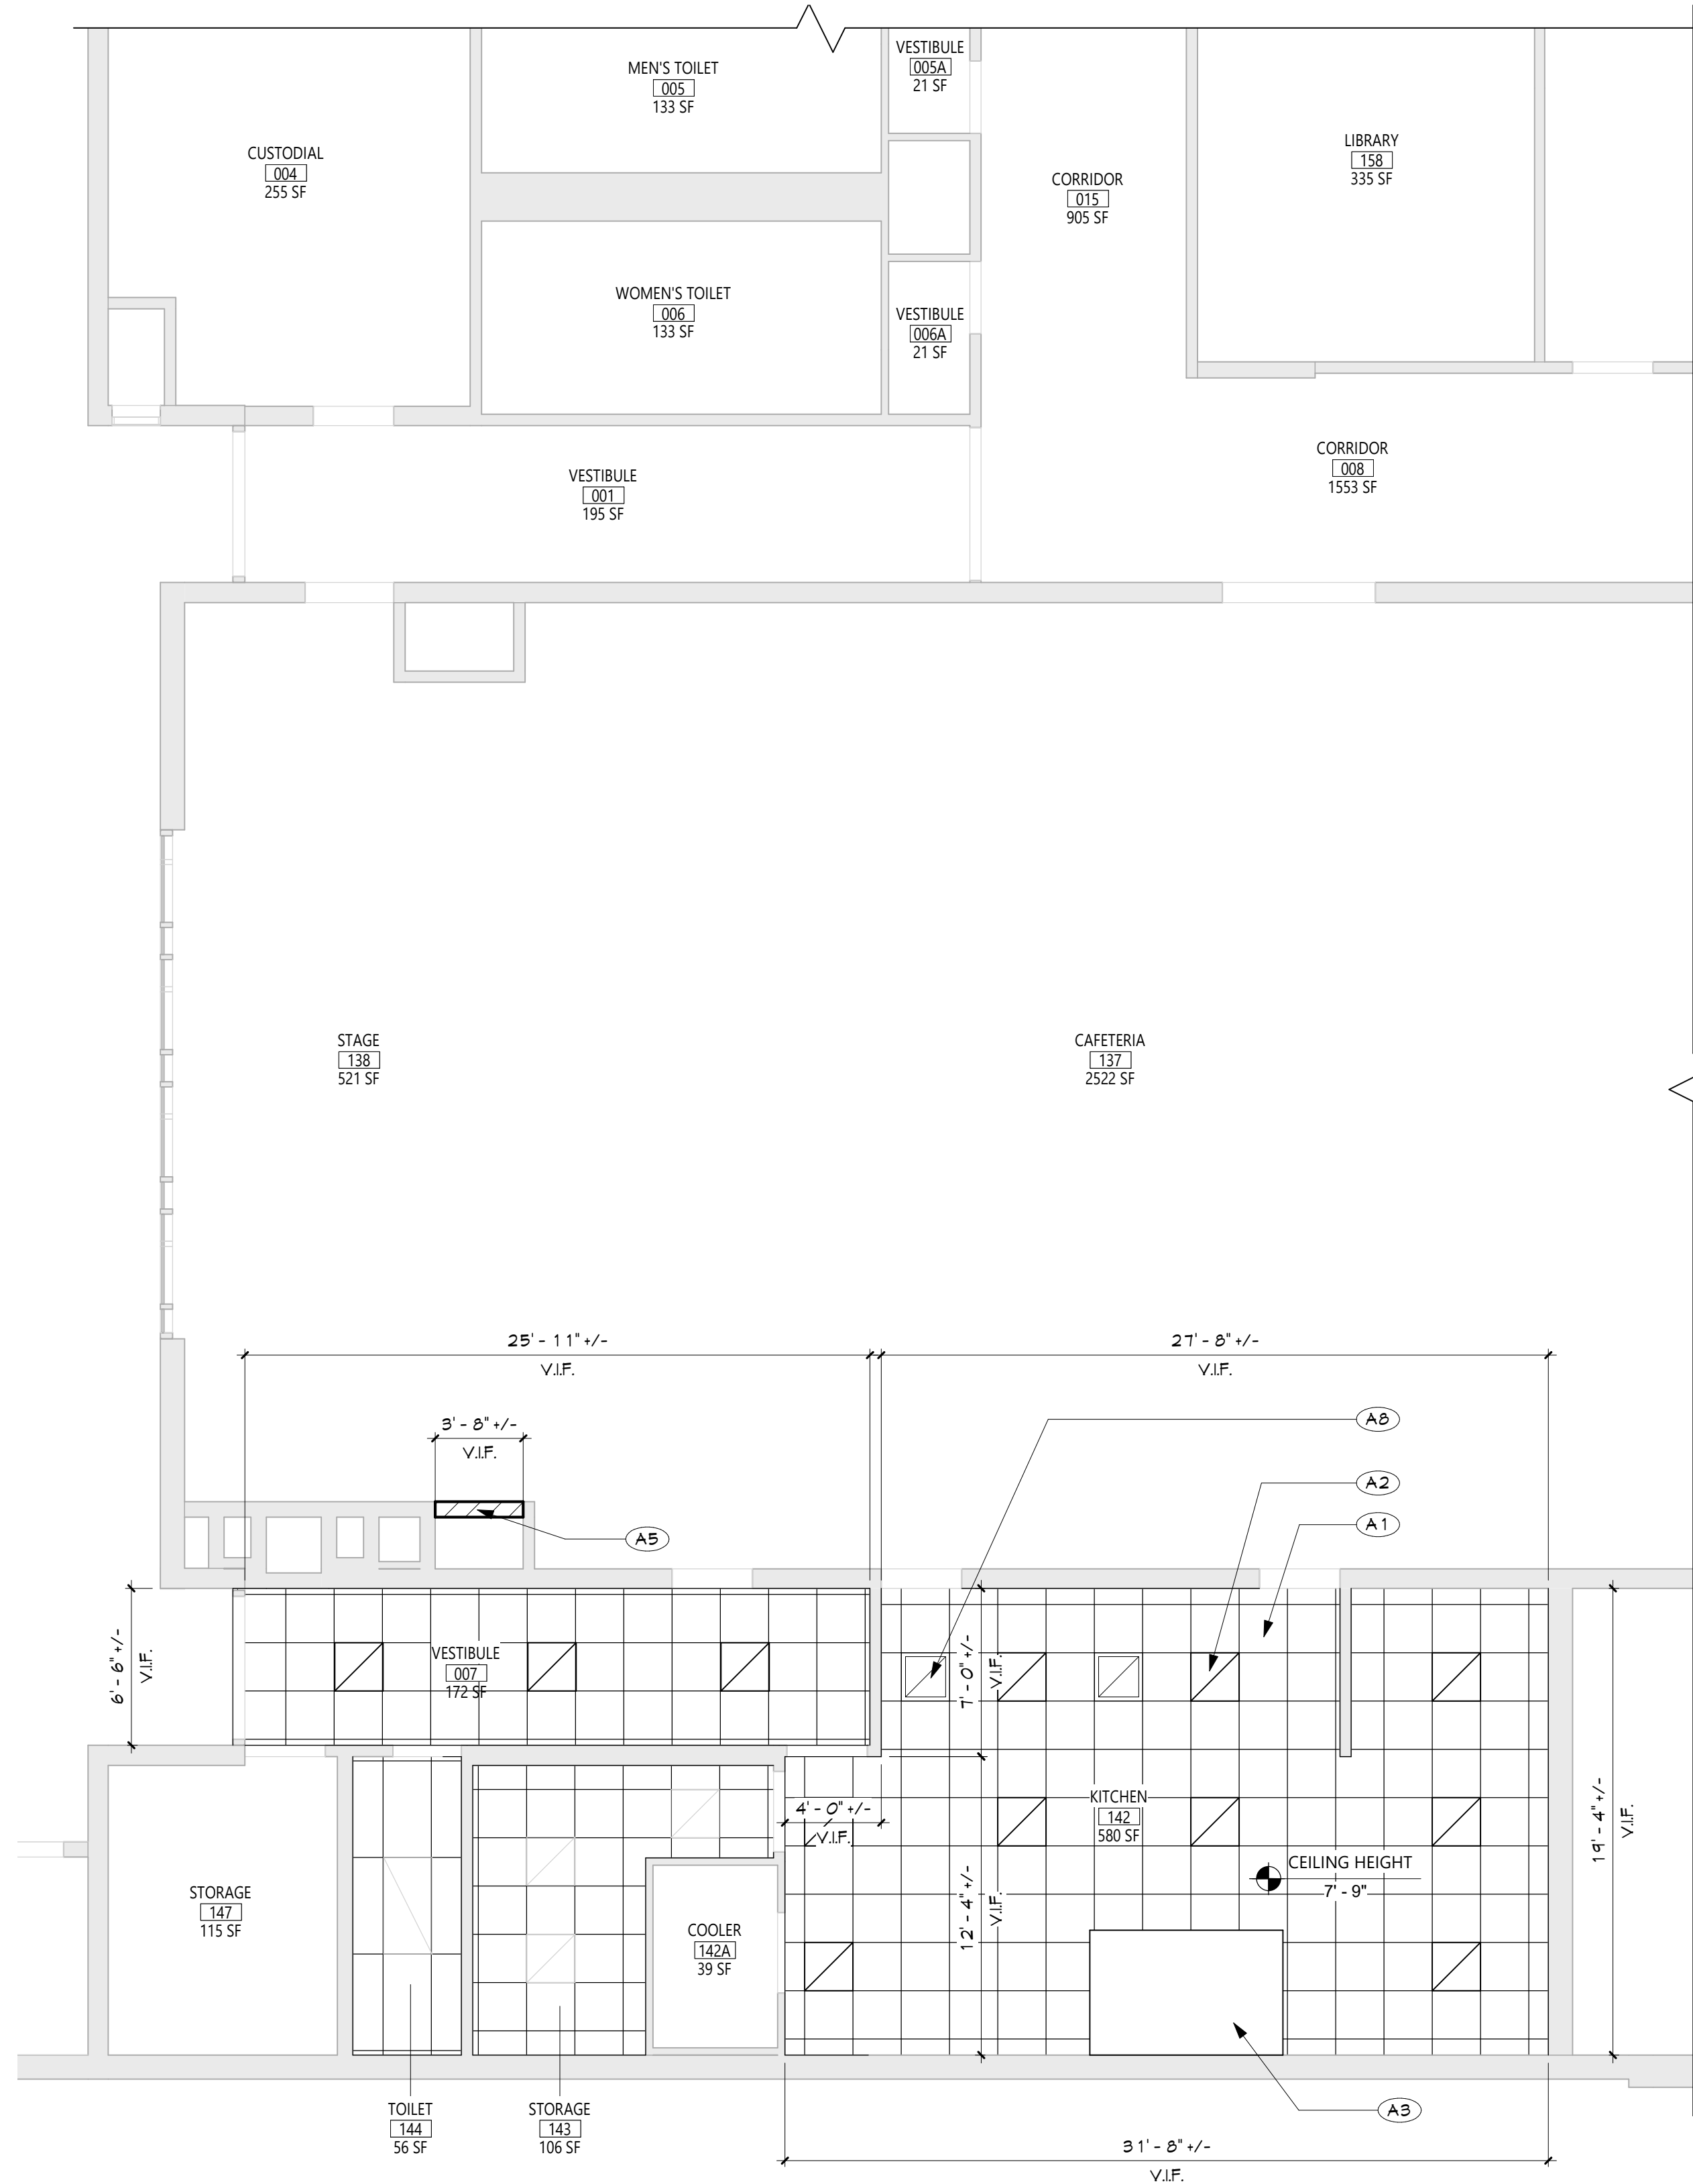 VESTIBULE
005A
21 SF
MEN'S TOILET
005
133 SF
LIBRARY
158
335 SF
CUSTODIAL
004
255 SF
CORRIDOR
015
905 SF
WOMEN'S TOILET
006
133 SF
VESTIBULE
006A
21 SF
CORRIDOR
008
1553 SF
VESTIBULE
001
195 SF
STAGE
138
521 SF
CAFETERIA
137
2522 SF
25' - 11" +/-
V.I.F.
27' - 8" +/-
V.I.F.
3' - 8" +/-
V.I.F.
A8
A2
A1
A5
6' - 6" +/-
V.I.F.
VESTIBULE
007
172 SF
7' - 0" +/-
V.I.F.
4' - 0" +/-
V.I.F.
KITCHEN
142
580 SF
19' - 4" +/-
V.I.F.
CEILING HEIGHT
7' - 9"
12' - 4" +/-
V.I.F.
STORAGE
147
115 SF
COOLER
142A
39 SF
A3
TOILET
144
56 SF
STORAGE
143
106 SF
31' - 8" +/-
V.I.F.